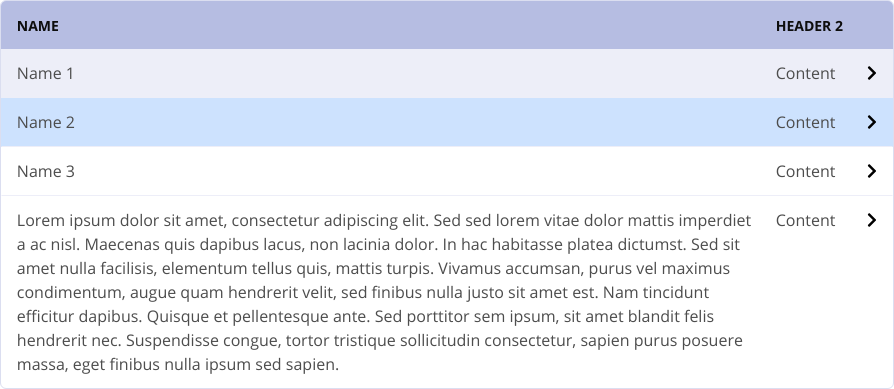 NAME HEADER 2
Name 1 Content
Name 2 Content
Name 3 Content
Lorem ipsum dolor sit amet, consectetur adipiscing elit. Sed sed lorem vitae dolor mattis imperdiet Content
a ac nisl. Maecenas quis dapibus lacus, non lacinia dolor. In hac habitasse platea dictumst. Sed sit
amet nulla facilisis, elementum tellus quis, mattis turpis. Vivamus accumsan, purus vel maximus
condimentum, augue quam hendrerit velit, sed finibus nulla justo sit amet est. Nam tincidunt
efficitur dapibus. Quisque et pellentesque ante. Sed porttitor sem ipsum, sit amet blandit felis
hendrerit nec. Suspendisse congue, tortor tristique sollicitudin consectetur, sapien purus posuere
massa, eget finibus nulla ipsum sed sapien.